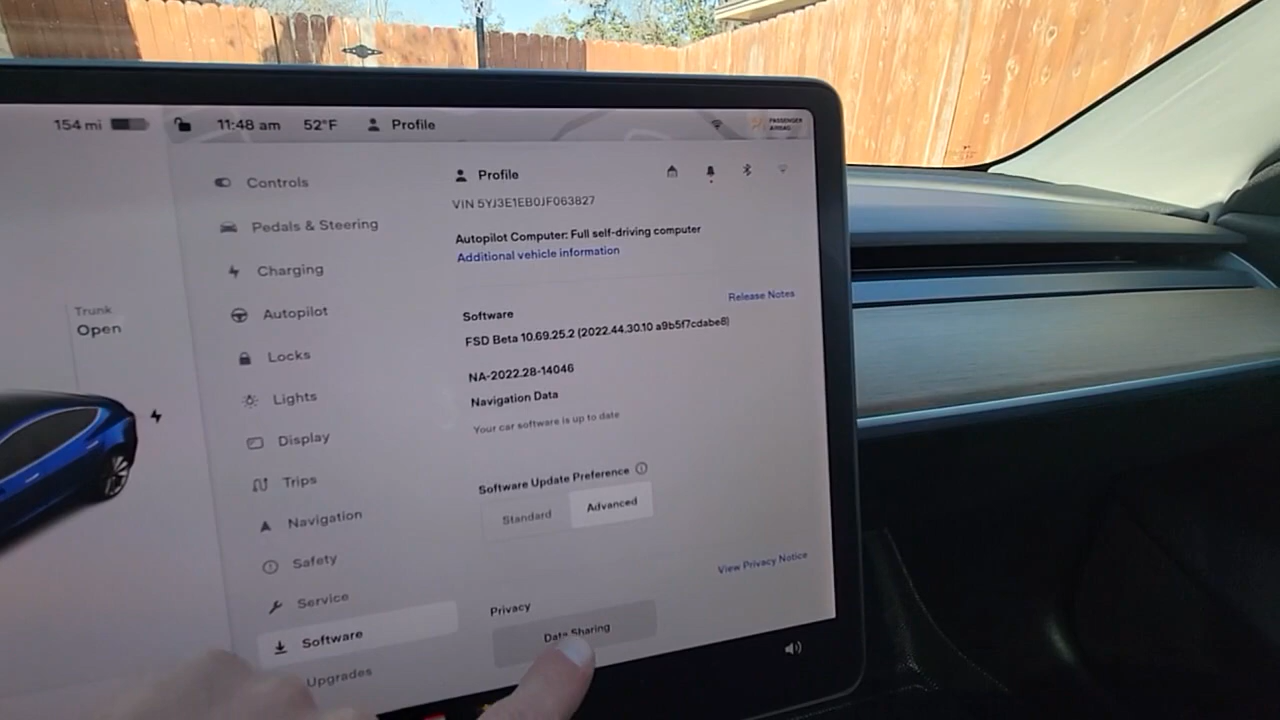 154 mi
11:48 am
52°F
Profile
PASSENGER
AIRBAG
Trunk
Open
Controls
Pedals & Steering
Charging
Autopilot
Locks
Lights
Display
Trips
Navigation
Safety
Service
Software
Upgrades
Profile
VIN 5YJ3E1EB0JF063827
Autopilot Computer: Full self-driving computer
Additional vehicle information
Release Notes
Software
FSD Beta 10.69.25.2 (2022.44.30.10 a9b5f7cdabe8)
NA-2022.28-14046
Navigation Data
Your car software is up to date
Software Update Preference
Standard
Advanced
View Privacy Notice
Privacy
Data Sharing